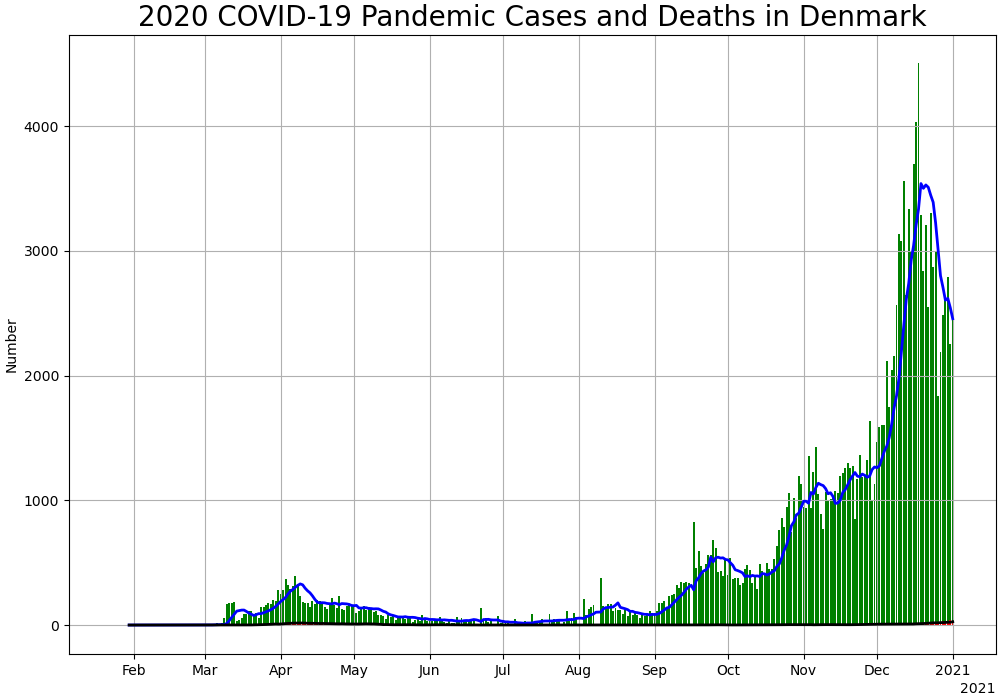 2020 COVID-19 Pandemic Cases and Deaths in Denmark
Number
4000
3000
2000
1000
0
Feb Mar Apr May Jun Jul Aug Sep Oct Nov Dec 2021
2021